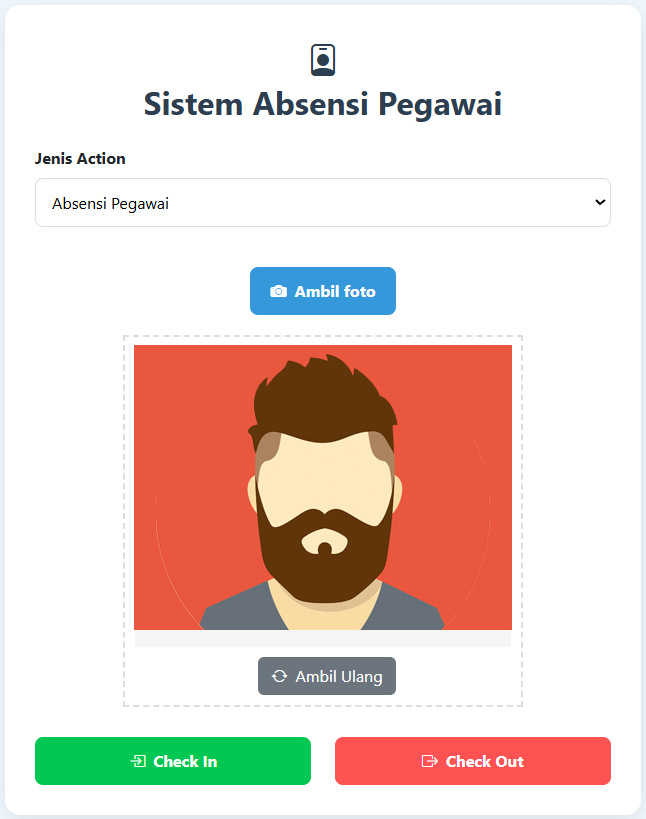 Sistem Absensi Pegawai
Jenis Action
Absensi Pegawai
Ambil foto
Ambil Ulang
Check In
Check Out